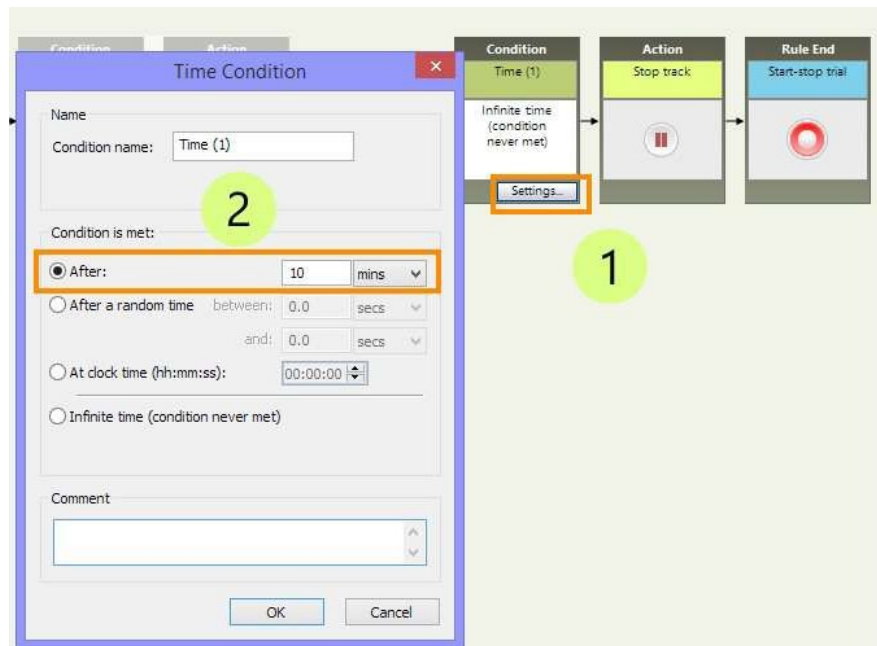 Condition
Action
Time Condition
Name
Condition name: Time (1)
2
Condition is met:
After: 10 mins
After a random time between: 0.0 secs
and: 0.0 secs
At clock time (hh:mm:ss): 00:00:00
Infinite time (condition never met)
Comment
OK Cancel
Condition
Time (1)
Infinite time
(condition
never met)
Settings...
1
Action
Stop track
Rule End
Start-stop trial